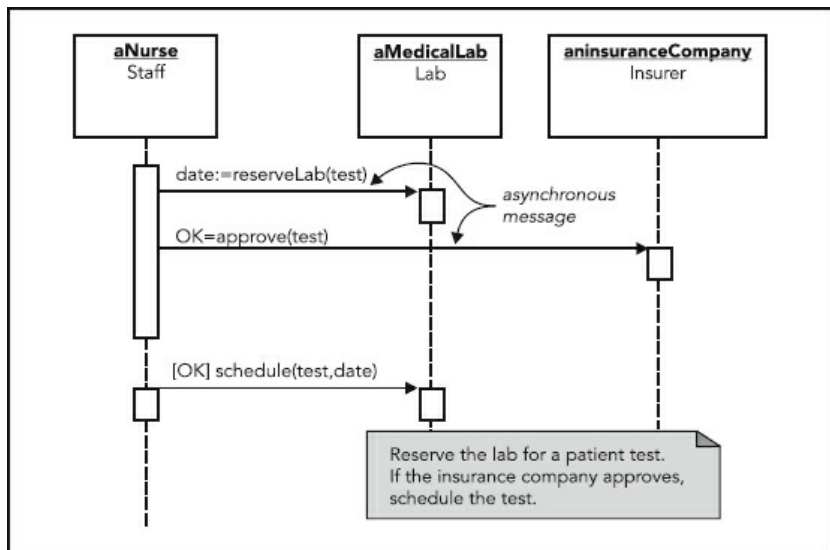 aNurse
Staff
aMedicalLab
Lab
aninsuranceCompany
Insurer
date:=reserveLab(test)
asynchronous
message
OK=approve(test)
[OK] schedule(test,date)
Reserve the lab for a patient test.
If the insurance company approves,
schedule the test.